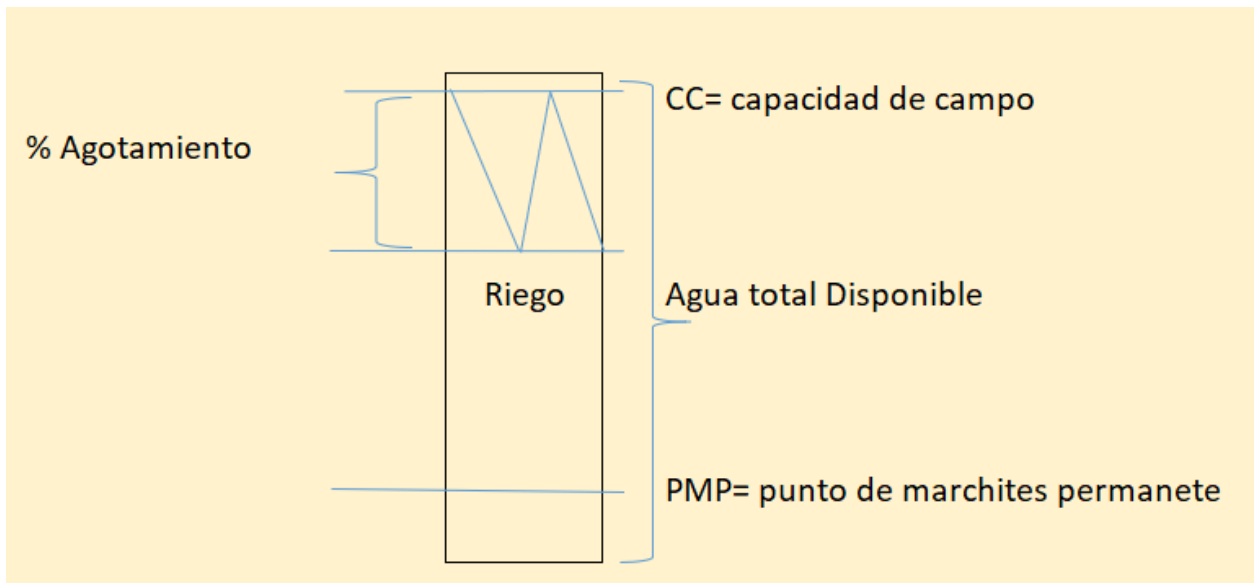 CC= capacidad de campo
% Agotamiento
Riego
Agua total Disponible
PMP= punto de marchites permanete